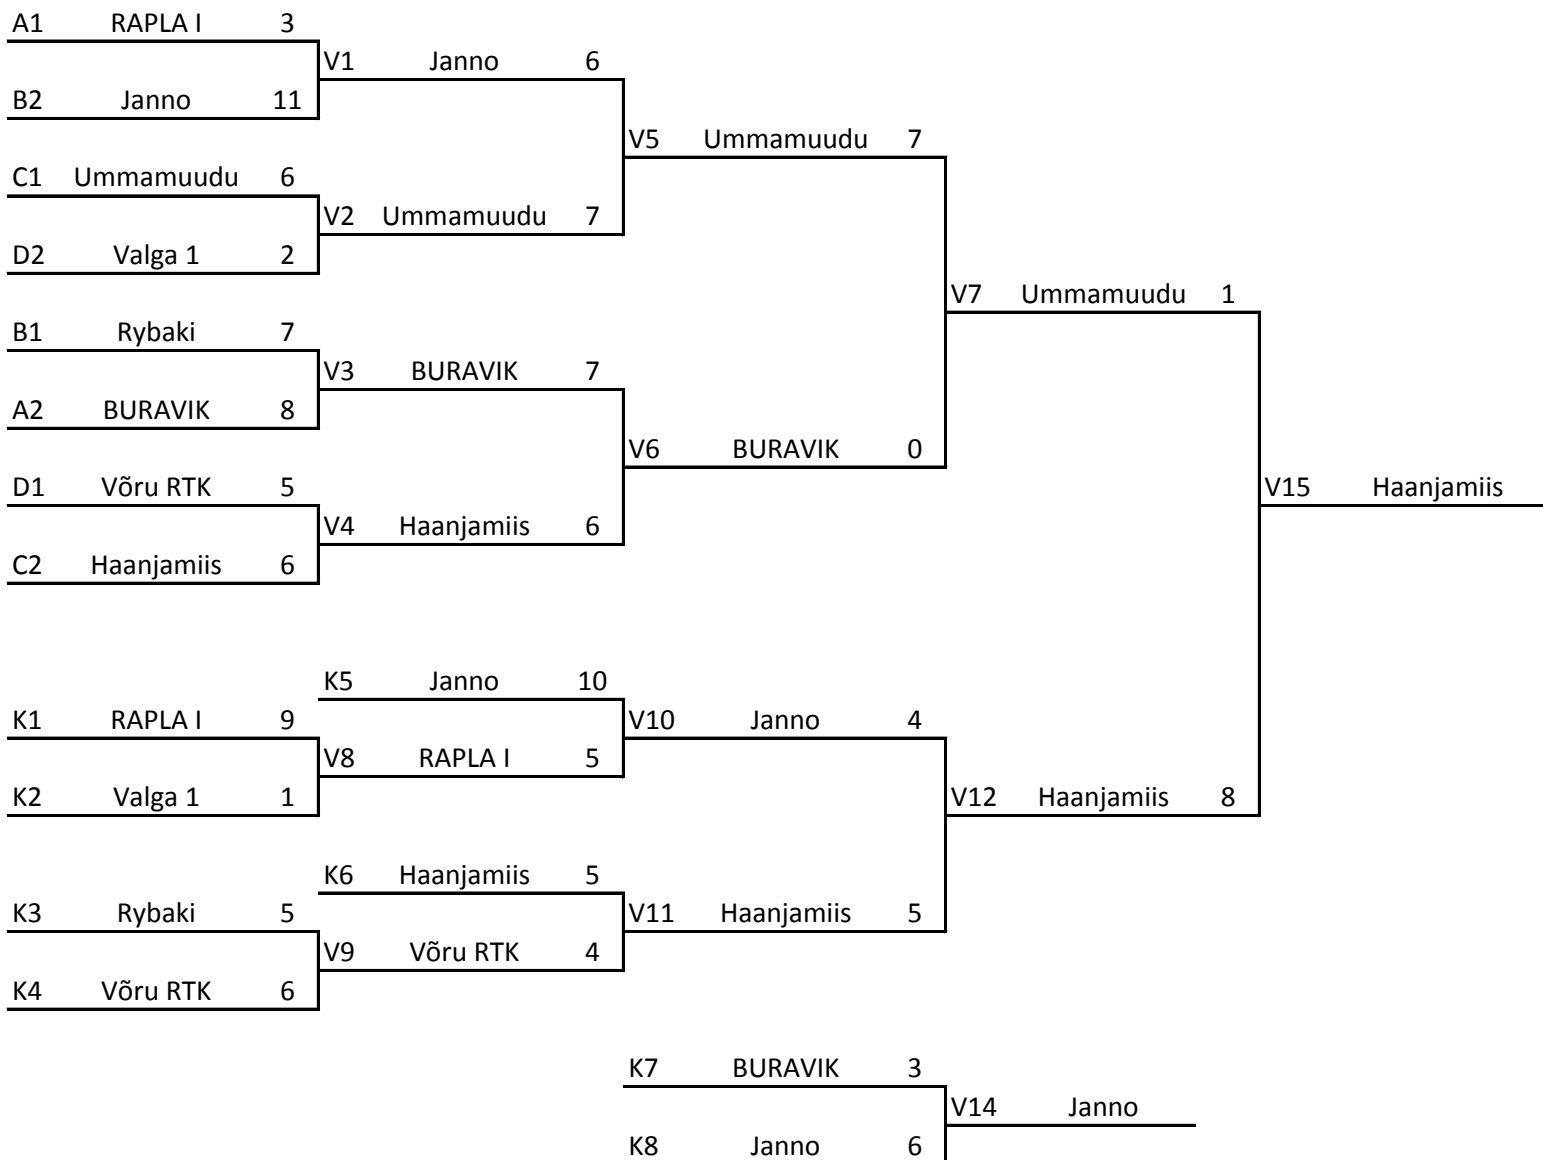 A1 RAPLA I 3
V1 Janno 6
B2 Janno 11
V5 Ummamuudu 7
C1 Ummamuudu 6
V2 Ummamuudu 7
D2 Valga 1 2
V7 Ummamuudu 1
B1 Rybaki 7
V3 BURAVIK 7
A2 BURAVIK 8
V6 BURAVIK 0
D1 Võru RTK 5
V15 Haanjamiis
V4 Haanjamiis 6
C2 Haanjamiis 6
K5 Janno 10
K1 RAPLA I 9
V10 Janno 4
V8 RAPLA I 5
K2 Valga 1 1
V12 Haanjamiis 8
K6 Haanjamiis 5
K3 Rybaki 5
V11 Haanjamiis 5
V9 Võru RTK 4
K4 Võru RTK 6
K7 BURAVIK 3
V14 Janno
K8 Janno 6